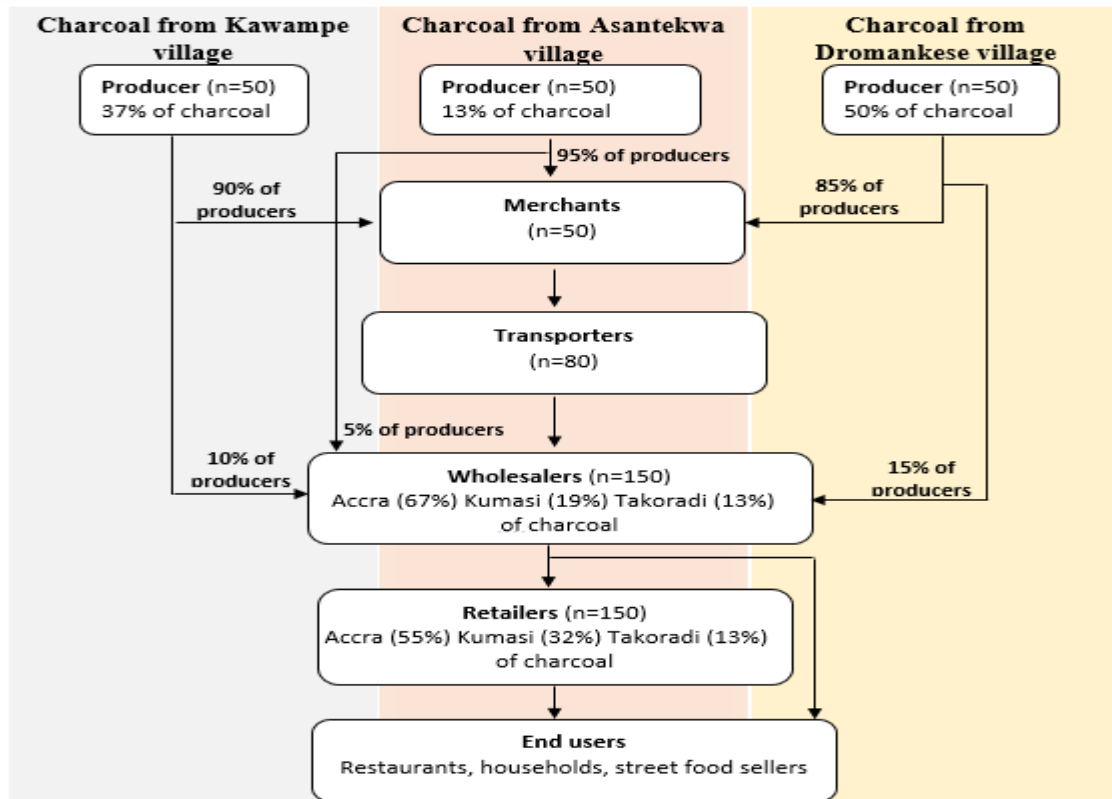 Charcoal from Kawampe
village
Charcoal from Asantekwa
village
Charcoal from
Dromankese village
Producer (n=50)
37% of charcoal
Producer (n=50)
13% of charcoal
Producer (n=50)
50% of charcoal
95% of producers
90% of
producers
85% of
producers
Merchants
(n=50)
Transporters
(n=80)
5% of producers
10% of
producers
15% of
producers
Wholesalers (n=150)
Accra (67%) Kumasi (19%) Takoradi (13%)
of charcoal
Retailers (n=150)
Accra (55%) Kumasi (32%) Takoradi (13%)
of charcoal
End users
Restaurants, households, street food sellers